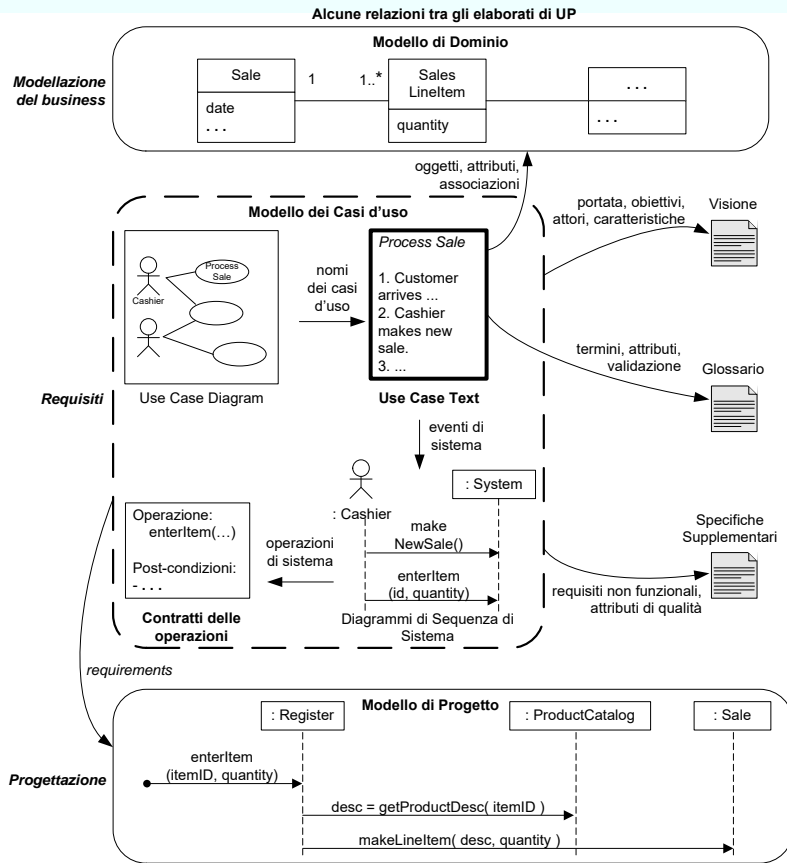 Alcune relazioni tra gli elaborati di UP
Modello di Dominio
Modellazione
del business
Sale
1
1..*
Sales
LineItem
. . .
date
. . .
quantity
. . .
oggetti, attributi,
associazioni
Modello dei Casi d'uso
portata, obiettivi,
attori, caratteristiche
Visione
Process
Sale
Cashier
nomi
dei casi
d'uso
Process Sale
1. Customer
arrives ...
2. Cashier
makes new
sale.
3. ...
termini, attributi,
validazione
Glossario
Requisiti
Use Case Diagram
Use Case Text
eventi di
sistema
: System
: Cashier
Operazione:
enterItem(…)
Post-condizioni:
- . . .
operazioni
di sistema
make
NewSale()
enterItem
(id, quantity)
Specifiche
Supplementari
requisiti non funzionali,
attributi di qualità
Contratti delle
operazioni
Diagrammi di Sequenza di
Sistema
requirements
Modello di Progetto
: Register
: ProductCatalog
: Sale
Progettazione
enterItem
(itemID, quantity)
desc = getProductDesc( itemID )
makeLineItem( desc, quantity )